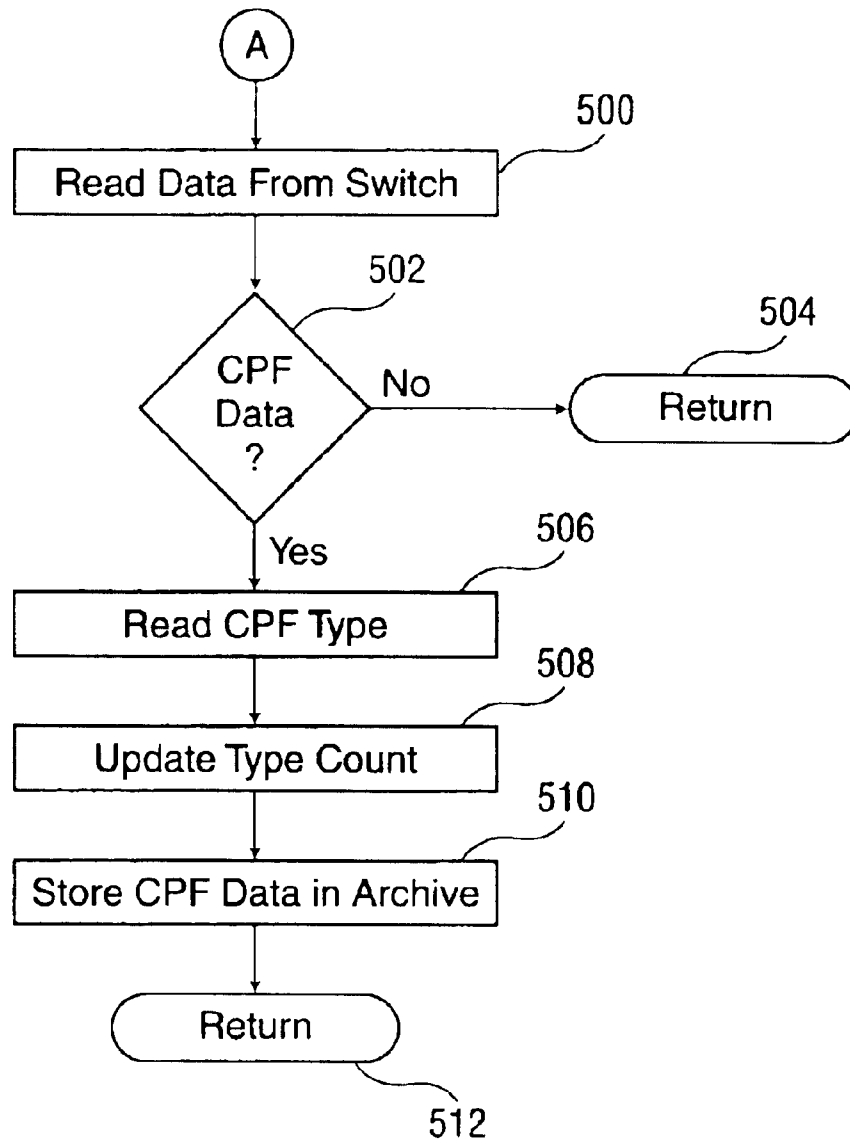 A
500
Read Data From Switch
502
CPF
Data
?
No
504
Return
Yes
506
Read CPF Type
508
Update Type Count
510
Store CPF Data in Archive
Return
512